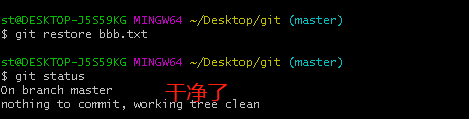 st@DESKTOP-J5S59KG MINGW64 ~/Desktop/git (master)
$ git restore bbb.txt
st@DESKTOP-J5S59KG MINGW64 ~/Desktop/git (master)
$ git status
On branch master
干净了
nothing to commit, working tree clean